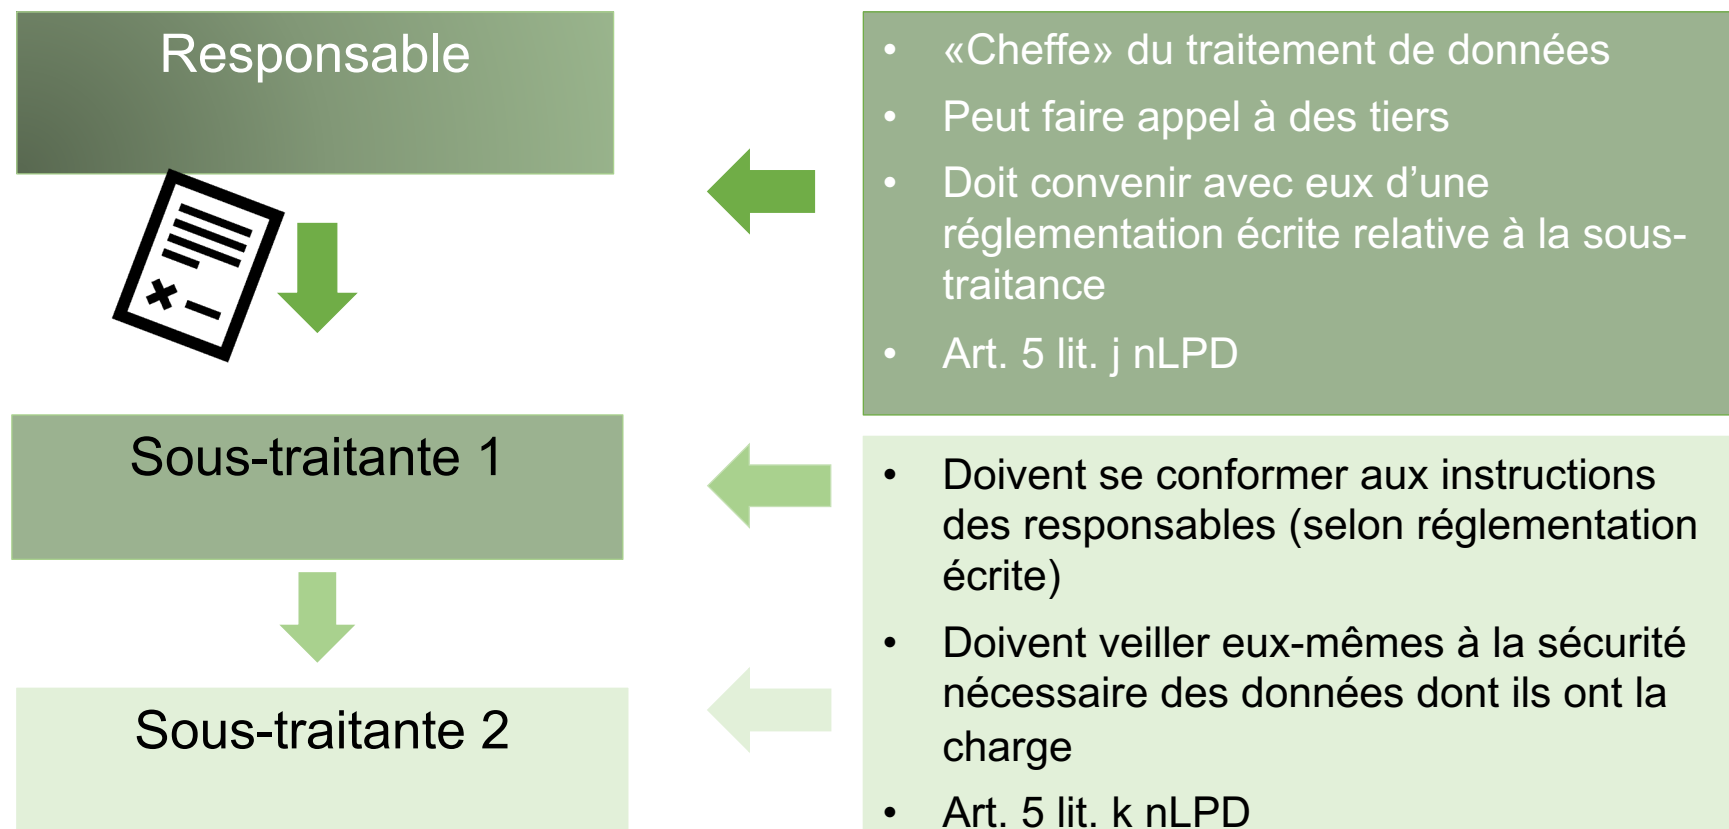 Responsable
• «Cheffe» du traitement de données
• Peut faire appel à des tiers
• Doit convenir avec eux d’une
réglementation écrite relative à la sous-
traitance
• Art. 5 lit. j nLPD
Sous-traitante 1
• Doivent se conformer aux instructions
des responsables (selon réglementation
écrite)
• Doivent veiller eux-mêmes à la sécurité
nécessaire des données dont ils ont la
charge
• Art. 5 lit. k nLPD
Sous-traitante 2